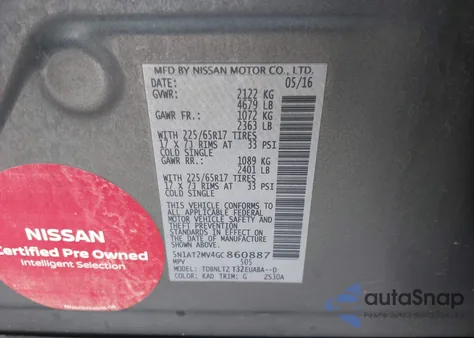 MFD BY NISSAN MOTOR CO., LTD.
DATE: 05/16
GVWR: 2122 KG
4679 LB
GAWR FR: 1072 KG
2363 LB
WITH 225/65R17 TIRES
17 X 7J RIMS AT 33 PSI
COLD SINGLE
GAWR RR: 1089 KG
2401 LB
WITH 225/65R17 TIRES
17 X 7J RIMS AT 33 PSI
COLD SINGLE
THIS VEHICLE CONFORMS TO
ALL APPLICABLE FEDERAL
MOTOR VEHICLE SAFETY AND
THEFT PREVENTION
STANDARDS IN EFFECT ON
THE DATE OF MANUFACTURE
SHOWN ABOVE.
5N1AT2MV4GC860887
MPV 505
MODEL: TDBNLTZ T32EUABA--D
COLOR: KAD TRIM: G 2530A
NISSAN
Certified Pre Owned
Intelligent Selection
autoSnap